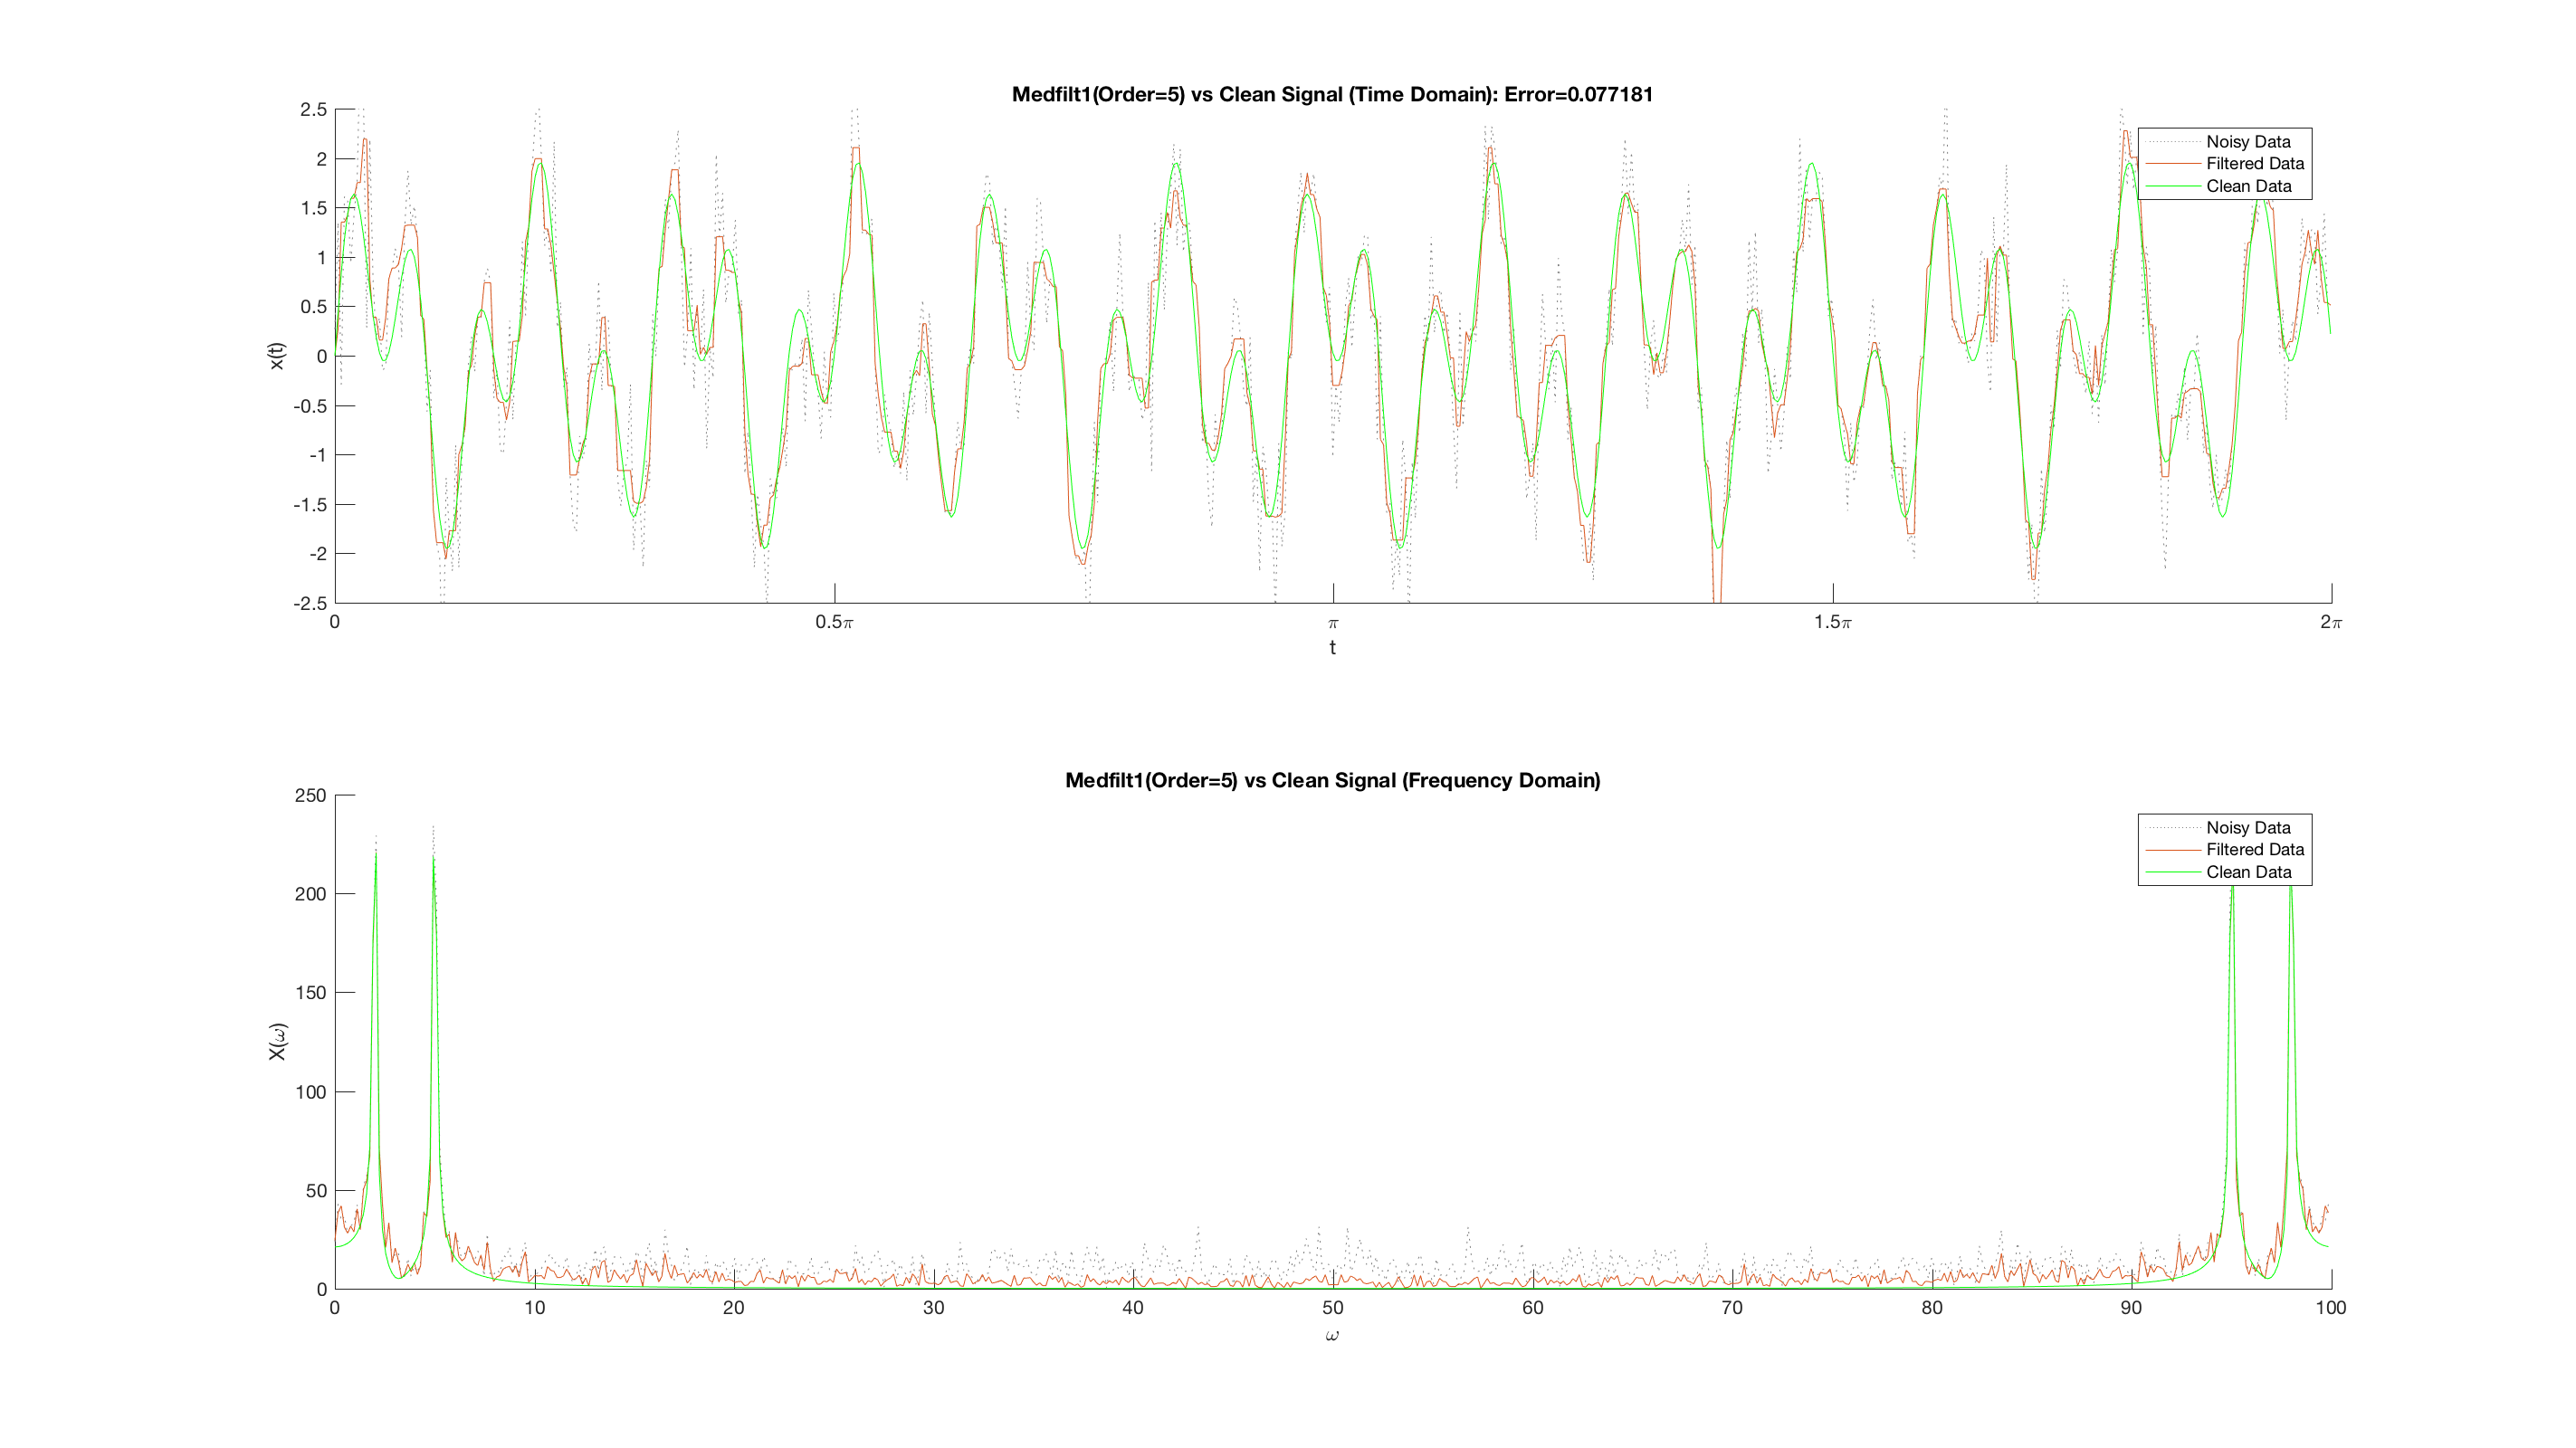 Medfilt1(Order=5) vs Clean Signal (Time Domain): Error=0.077181
2.5
2
1.5
1
0.5
0
-0.5
-1
-1.5
-2
-2.5
x(t)
Noisy Data
Filtered Data
Clean Data
0 0.5π π 1.5π 2π
t
Medfilt1(Order=5) vs Clean Signal (Frequency Domain)
250
200
150
100
50
0
X(ω)
Noisy Data
Filtered Data
Clean Data
0 10 20 30 40 50 60 70 80 90 100
ω